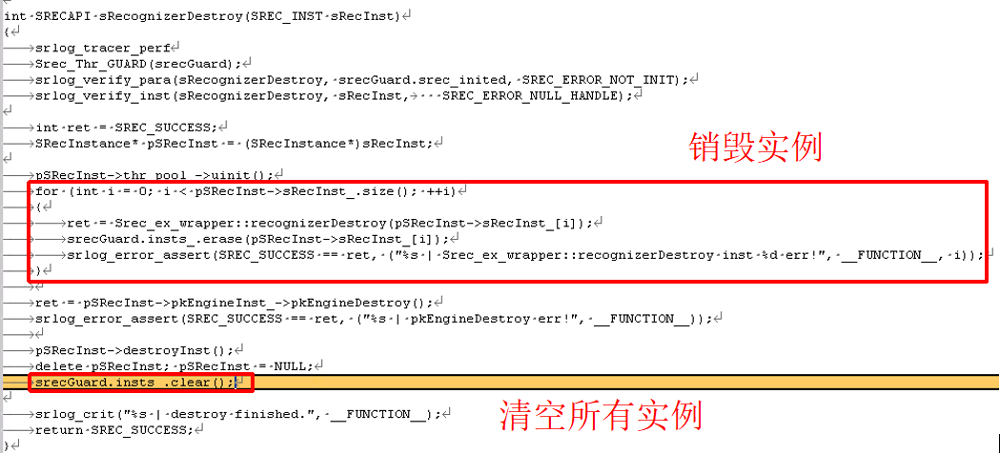 int SRECAPI sRecognizerDestroy(SREC_INST sRecInst)
{
srlog_tracer_perf
Srec_Thr_GUARD(srecGuard);
srlog_verify_para(sRecognizerDestroy, srecGuard.srec_inited, SREC_ERROR_NOT_INIT);
srlog_verify_inst(sRecognizerDestroy, sRecInst, SREC_ERROR_NULL_HANDLE);
int ret = SREC_SUCCESS;
SRecInstance* pSRecInst = (SRecInstance*)sRecInst;
销毁实例
pSRecInst->thr_pool_->uinit();
for (int i = 0; i < pSRecInst->sRecInst_.size(); ++i)
{
ret = Srec_ex_wrapper::recognizerDestroy(pSRecInst->sRecInst_[i]);
srecGuard.insts_.erase(pSRecInst->sRecInst_[i]);
srlog_error_assert(SREC_SUCCESS == ret, ("%s | Srec_ex_wrapper::recognizerDestroy inst %d err!", __FUNCTION__, i));
}
ret = pSRecInst->pkEngineInst_->pkEngineDestroy();
srlog_error_assert(SREC_SUCCESS == ret, ("%s | pkEngineDestroy err!", __FUNCTION__));
pSRecInst->destroyInst();
delete pSRecInst; pSRecInst = NULL;
srecGuard.insts_.clear();
清空所有实例
srlog_crit("%s | destroy finished.", __FUNCTION__);
return SREC_SUCCESS;
}